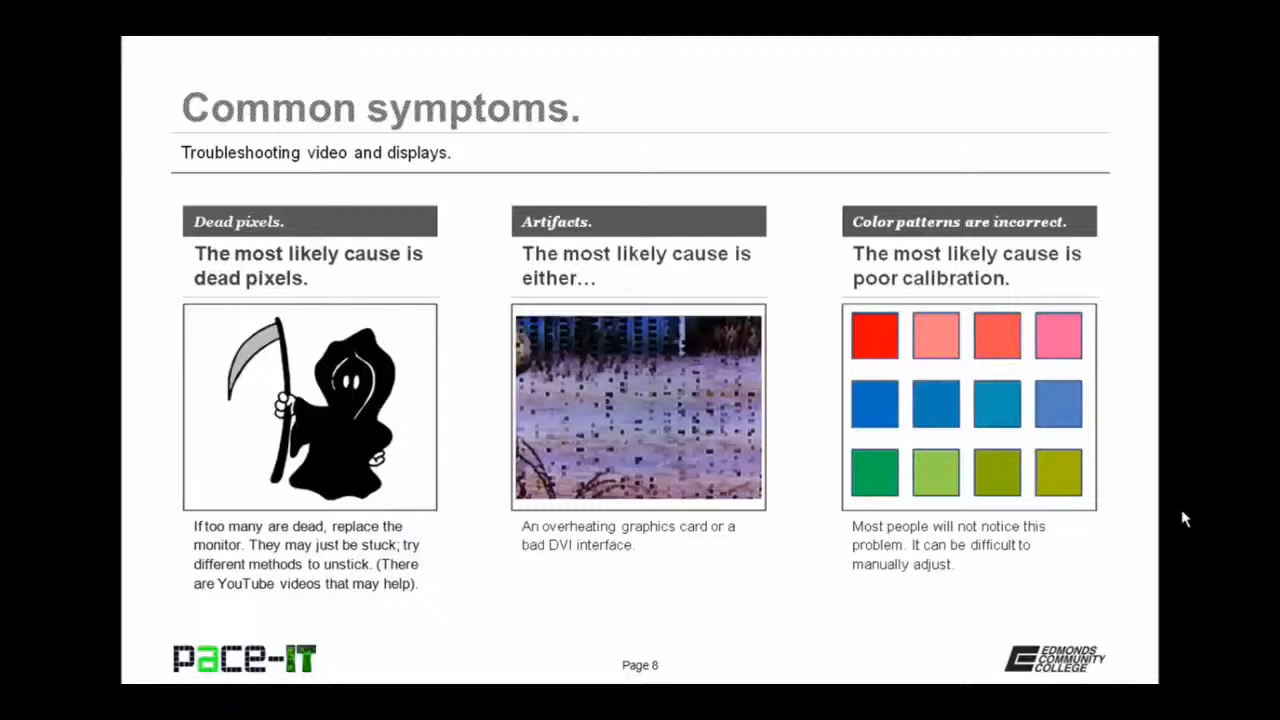 Common symptoms.
Troubleshooting video and displays.
Dead pixels.
The most likely cause is
dead pixels.
If too many are dead, replace the
monitor. They may just be stuck; try
different methods to unstick. (There
are YouTube videos that may help).
Artifacts.
The most likely cause is
either…
An overheating graphics card or a
bad DVI interface.
Color patterns are incorrect.
The most likely cause is
poor calibration.
Most people will not notice this
problem. It can be difficult to
manually adjust.
pace-IT
Page 8
EDMONDS
COMMUNITY
COLLEGE